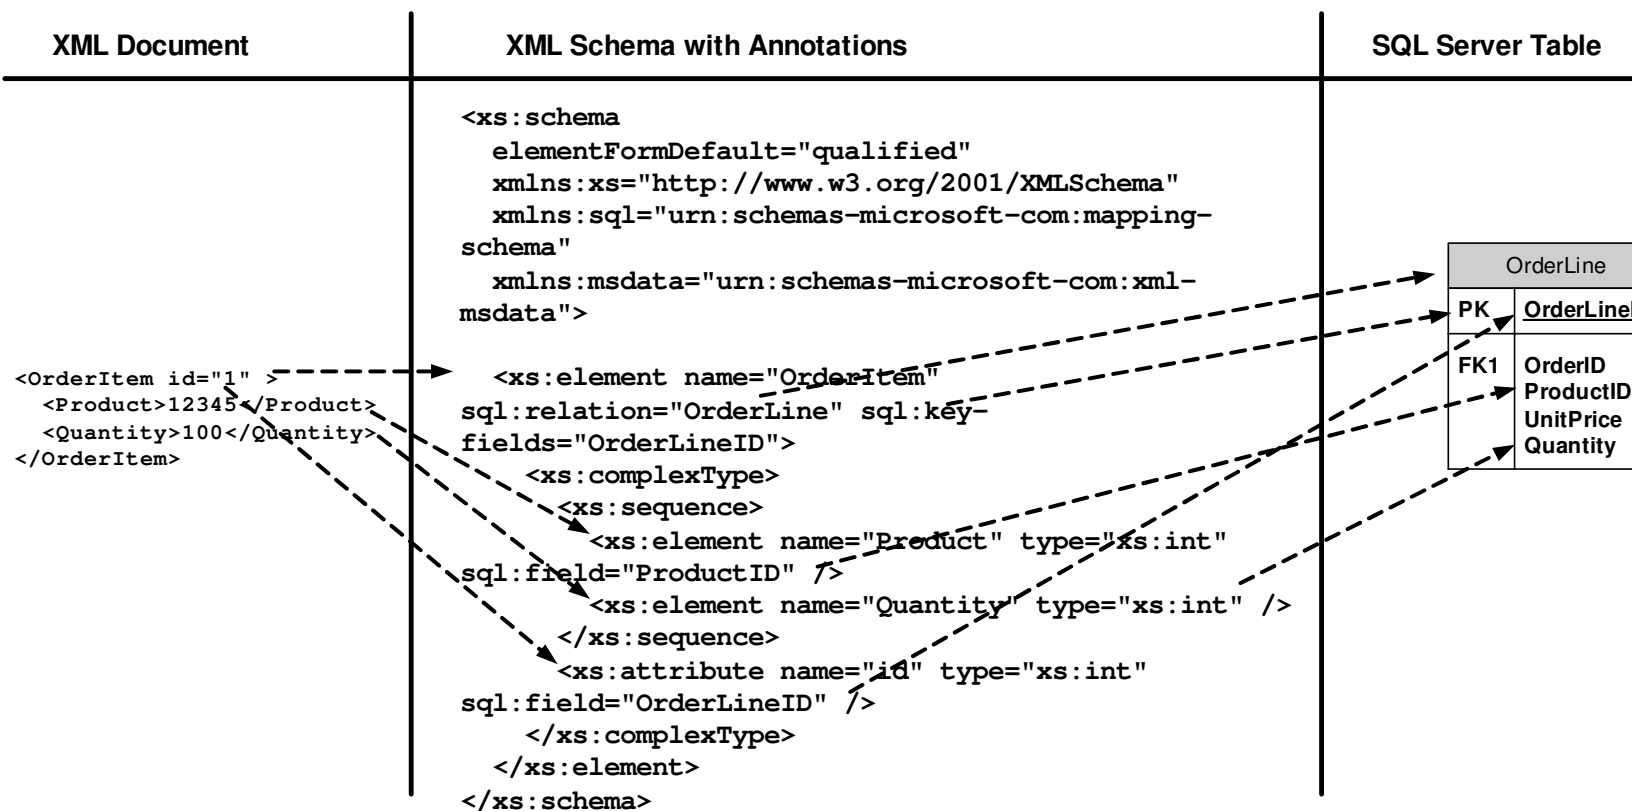 XML Document
XML Schema with Annotations
SQL Server Table
<OrderItem id="1" >
<Product>12345</Product>
<Quantity>100</Quantity>
</OrderItem>
<xs:schema
elementFormDefault="qualified"
xmlns:xs="http://www.w3.org/2001/XMLSchema"
xmlns:sql="urn:schemas-microsoft-com:mapping-
schema"
xmlns:msdata="urn:schemas-microsoft-com:xml-
msdata">
<xs:element name="OrderItem"
sql:relation="OrderLine" sql:key-
fields="OrderLineID">
<xs:complexType>
<xs:sequence>
<xs:element name="Product" type="xs:int"
sql:field="ProductID" />
<xs:element name="Quantity" type="xs:int" />
</xs:sequence>
<xs:attribute name="id" type="xs:int"
sql:field="OrderLineID" />
</xs:complexType>
</xs:element>
</xs:schema>
OrderLine
PK
FK1 OrderID
ProductID
UnitPrice
Quantity